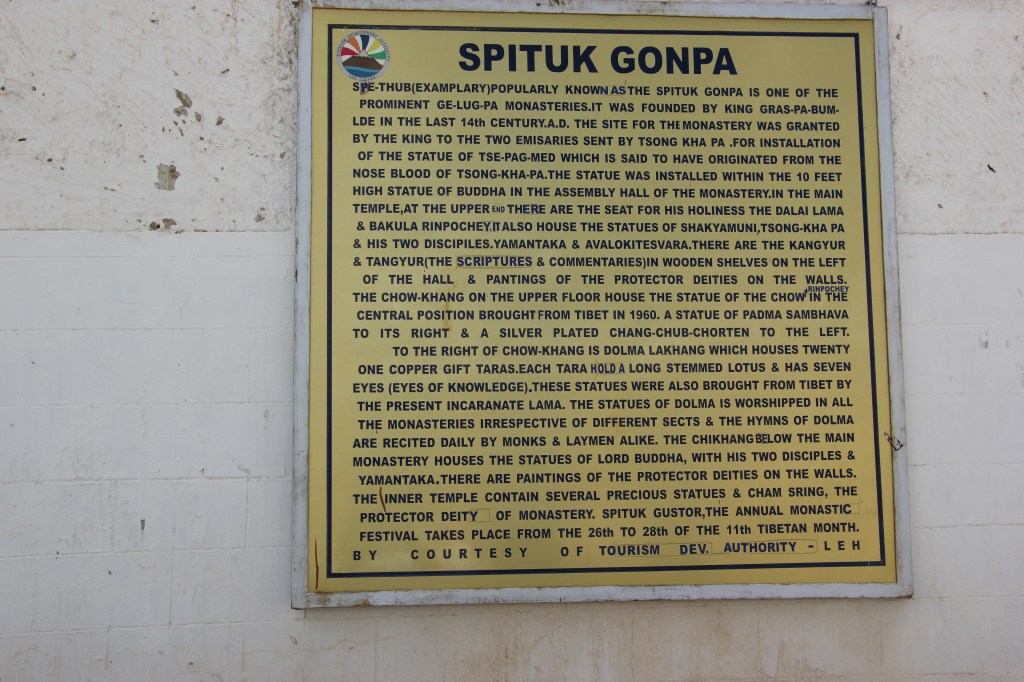 SPITUK GONPA
SPE-THUB(EXAMPLARY)POPULARLY KNOWN AS THE SPITUK GONPA IS ONE OF THE
PROMINENT GE-LUG-PA MONASTERIES.IT WAS FOUNDED BY KING GRAS-PA-BUM-
LDE IN THE LAST 14th CENTURY.A.D. THE SITE FOR THE MONASTERY WAS GRANTED
BY THE KING TO THE TWO EMISARIES SENT BY TSONG KHA PA .FOR INSTALLATION
OF THE STATUE OF TSE-PAG-MED WHICH IS SAID TO HAVE ORIGINATED FROM THE
NOSE BLOOD OF TSONG-KHA-PA.THE STATUE WAS INSTALLED WITHIN THE 10 FEET
HIGH STATUE OF BUDDHA IN THE ASSEMBLY HALL OF THE MONASTERY.IN THE MAIN
TEMPLE,AT THE UPPER END THERE ARE THE SEAT FOR HIS HOLINESS THE DALAI LAMA
& BAKULA RINPOCHEY.IT ALSO HOUSE THE STATUES OF SHAKYAMUNI,TSONG-KHA PA
& HIS TWO DISCIPLES.YAMANTAKA & AVALOKITESVARA.THERE ARE THE KANGYUR
& TANGYUR(THE SCRIPTURES & COMMENTARIES)IN WOODEN SHELVES ON THE LEFT
OF THE HALL & PANTINGS OF THE PROTECTOR DEITIES ON THE WALLS.
THE CHOW-KHANG ON THE UPPER FLOOR HOUSE THE STATUE OF THE CHOW RINPOCHEY IN THE
CENTRAL POSITION BROUGHT FROM TIBET IN 1960. A STATUE OF PADMA SAMBHAVA
TO ITS RIGHT & A SILVER PLATED CHANG-CHUB-CHORTEN TO THE LEFT.
TO THE RIGHT OF CHOW-KHANG IS DOLMA LAKHANG WHICH HOUSES TWENTY
ONE COPPER GIFT TARAS.EACH TARA HOLD A LONG STEMMED LOTUS & HAS SEVEN
EYES (EYES OF KNOWLEDGE).THESE STATUES WERE ALSO BROUGHT FROM TIBET BY
THE PRESENT INCARANATE LAMA. THE STATUES OF DOLMA IS WORSHIPPED IN ALL
THE MONASTERIES IRRESPECTIVE OF DIFFERENT SECTS & THE HYMNS OF DOLMA
ARE RECITED DAILY BY MONKS & LAYMEN ALIKE. THE CHIKHANG BELOW THE MAIN
MONASTERY HOUSES THE STATUES OF LORD BUDDHA, WITH HIS TWO DISCIPLES &
YAMANTAKA.THERE ARE PAINTINGS OF THE PROTECTOR DEITIES ON THE WALLS.
THE INNER TEMPLE CONTAIN SEVERAL PRECIOUS STATUES & CHAM SRING, THE
PROTECTOR DEITY OF MONASTERY. SPITUK GUSTOR,THE ANNUAL MONASTIC
FESTIVAL TAKES PLACE FROM THE 26th TO 28th OF THE 11th TIBETAN MONTH.
BY COURTESY OF TOURISM DEV. AUTHORITY - LEH